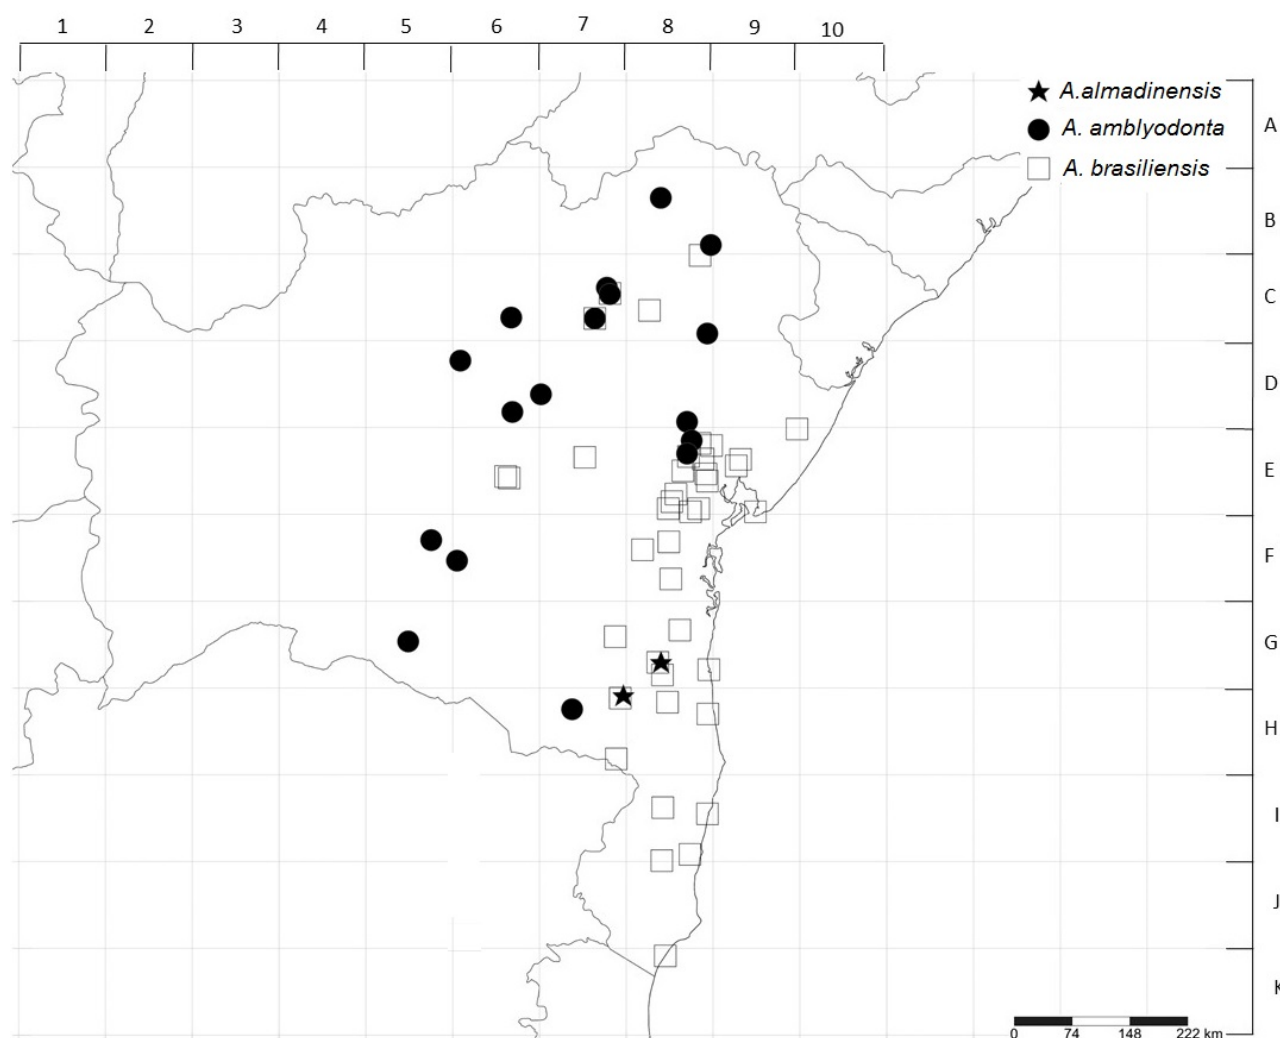 1 2 3 4 5 6 7 8 9 10
A.almadinensis
A. amblyodonta
A. brasiliensis
A
B
C
D
E
F
G
H
I
J
K
0 74 148 222 km